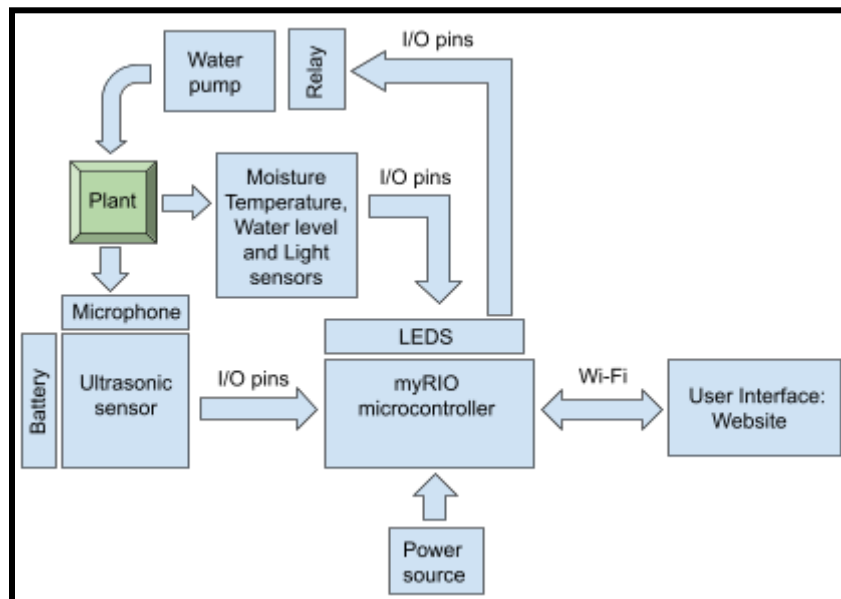 I/O pins
Water
pump
Relay
Plant
Moisture
Temperature,
Water level
and Light
sensors
I/O pins
Microphone
Battery
Ultrasonic
sensor
I/O pins
LEDS
myRIO
microcontroller
Wi-Fi
User Interface:
Website
Power
source